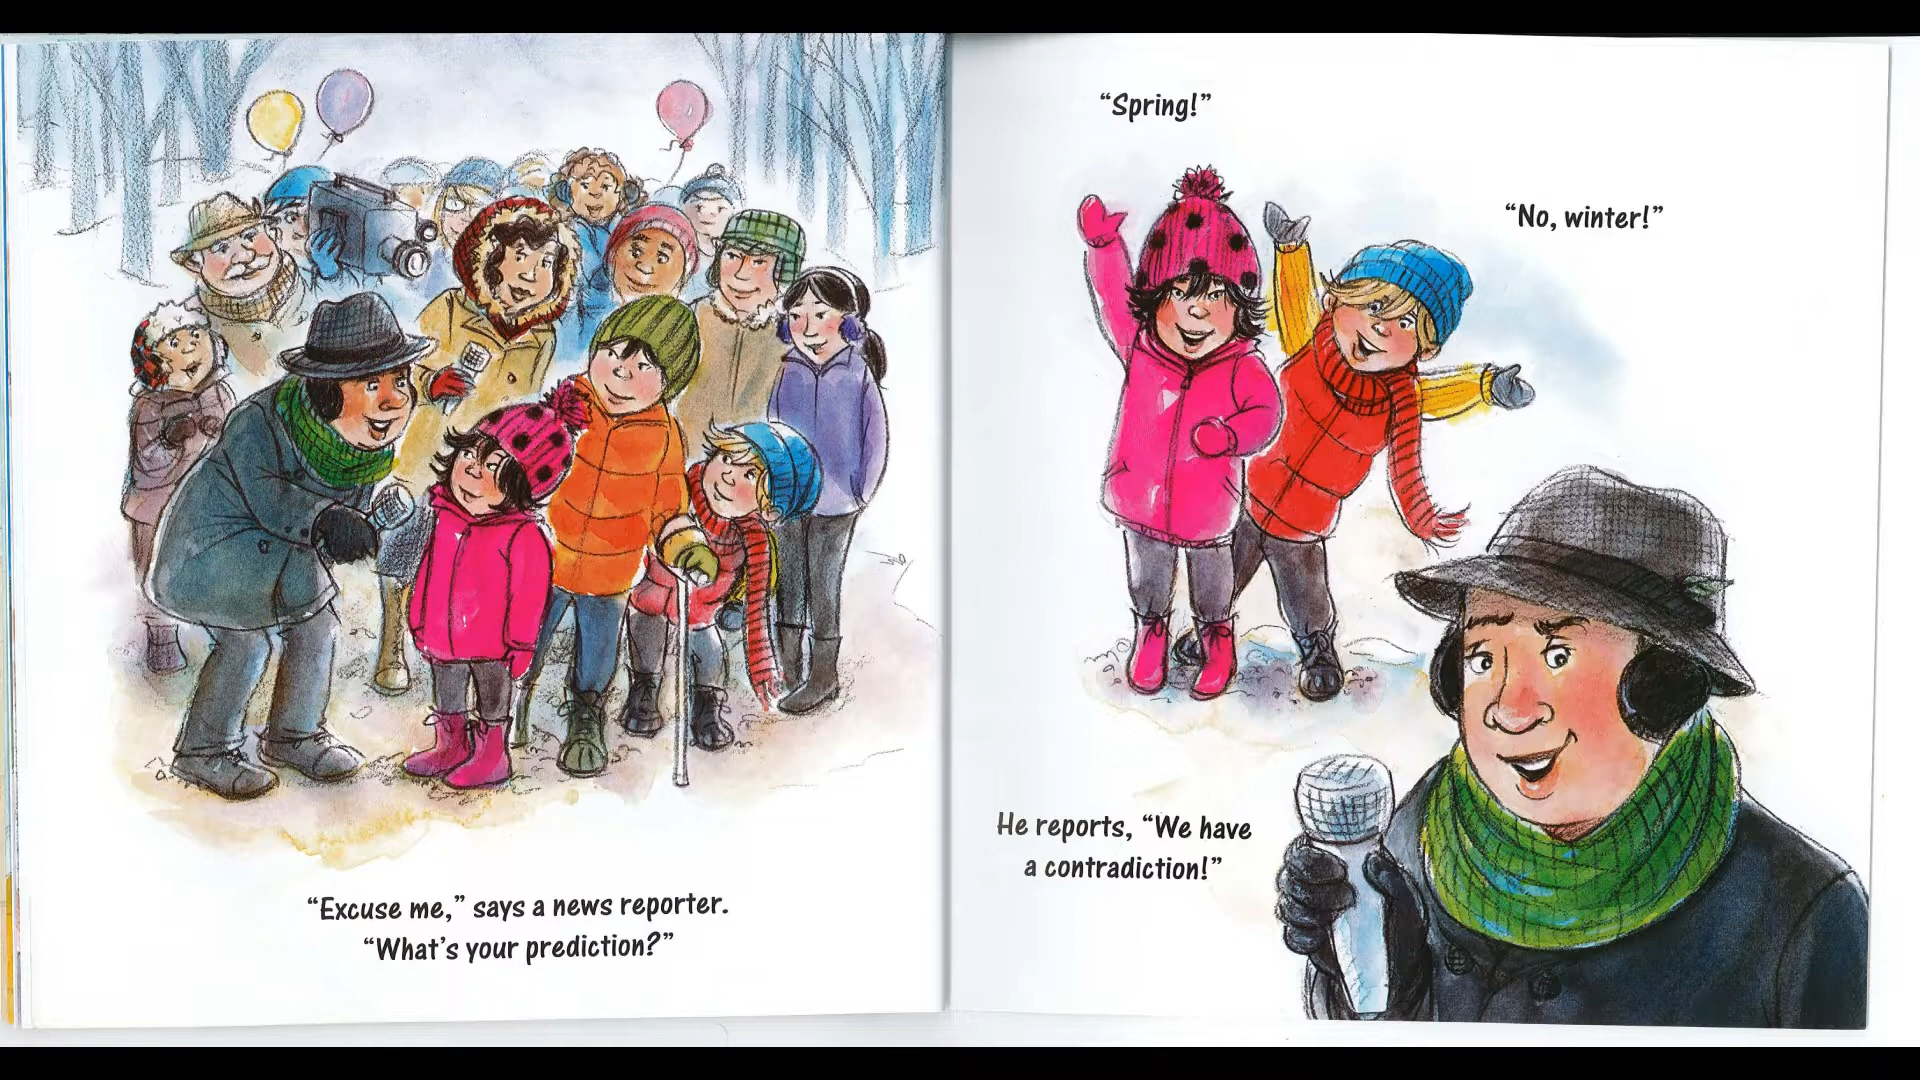 “Excuse me,” says a news reporter.
“What’s your prediction?”
“Spring!”
“No, winter!”
He reports, “We have
a contradiction!”